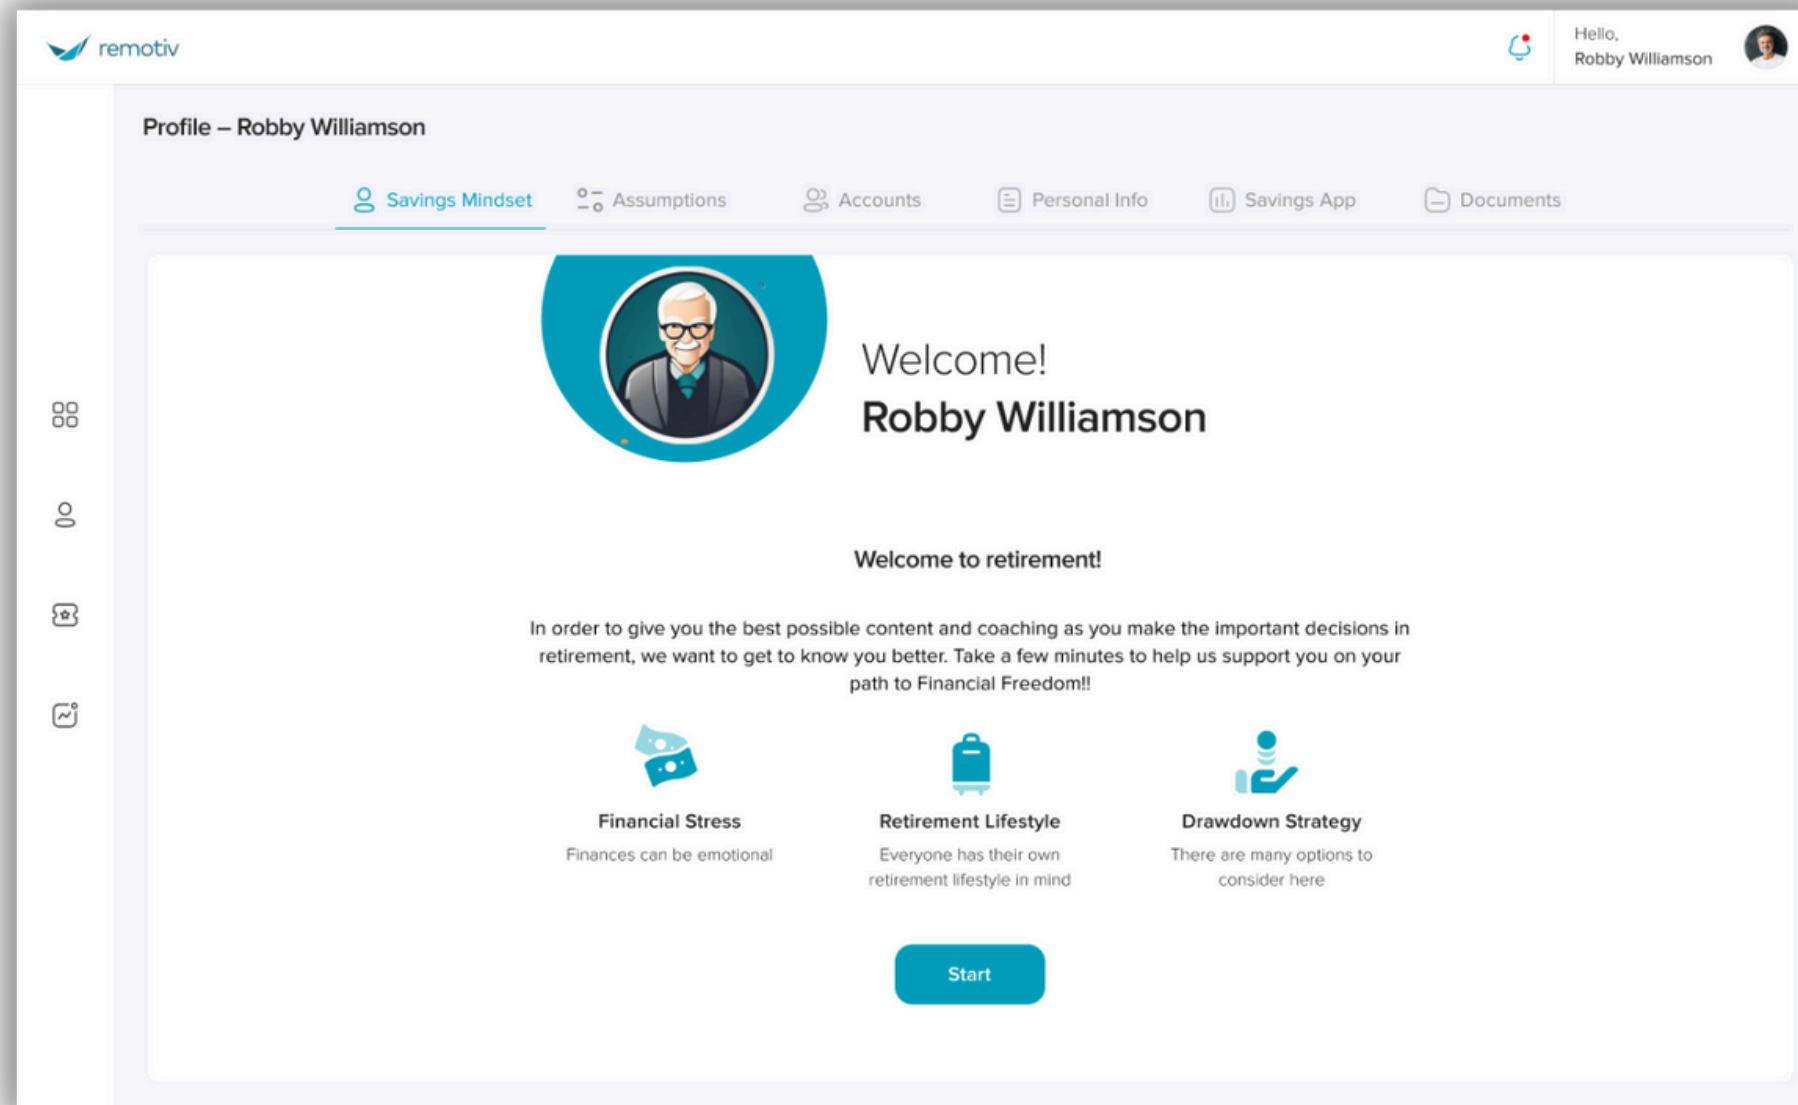 remotiv
Hello,
Robby Williamson
Profile – Robby Williamson
Savings Mindset
Assumptions
Accounts
Personal Info
Savings App
Documents
Welcome!
Robby Williamson
Welcome to retirement!
In order to give you the best possible content and coaching as you make the important decisions in
retirement, we want to get to know you better. Take a few minutes to help us support you on your
path to Financial Freedom!!
Financial Stress
Finances can be emotional
Retirement Lifestyle
Everyone has their own
retirement lifestyle in mind
Drawdown Strategy
There are many options to
consider here
Start